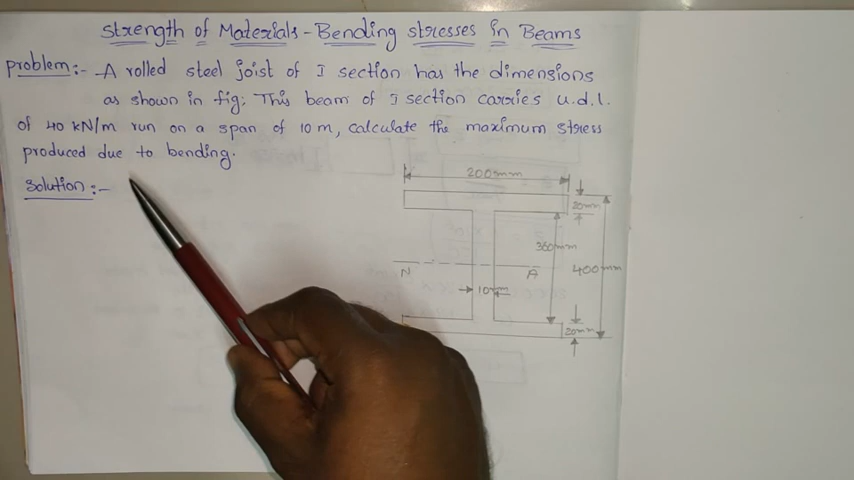 Strength of Materials - Bending stresses in Beams
problem:- A rolled steel joist of I section has the dimensions
as shown in fig: This beam of I section carries u.d.l.
of 40 kN/m run on a span of 10 m, calculate the maximum stress
produced due to bending.
Solution:-
200mm
20mm
360mm
N
A
400mm
10mm
20mm